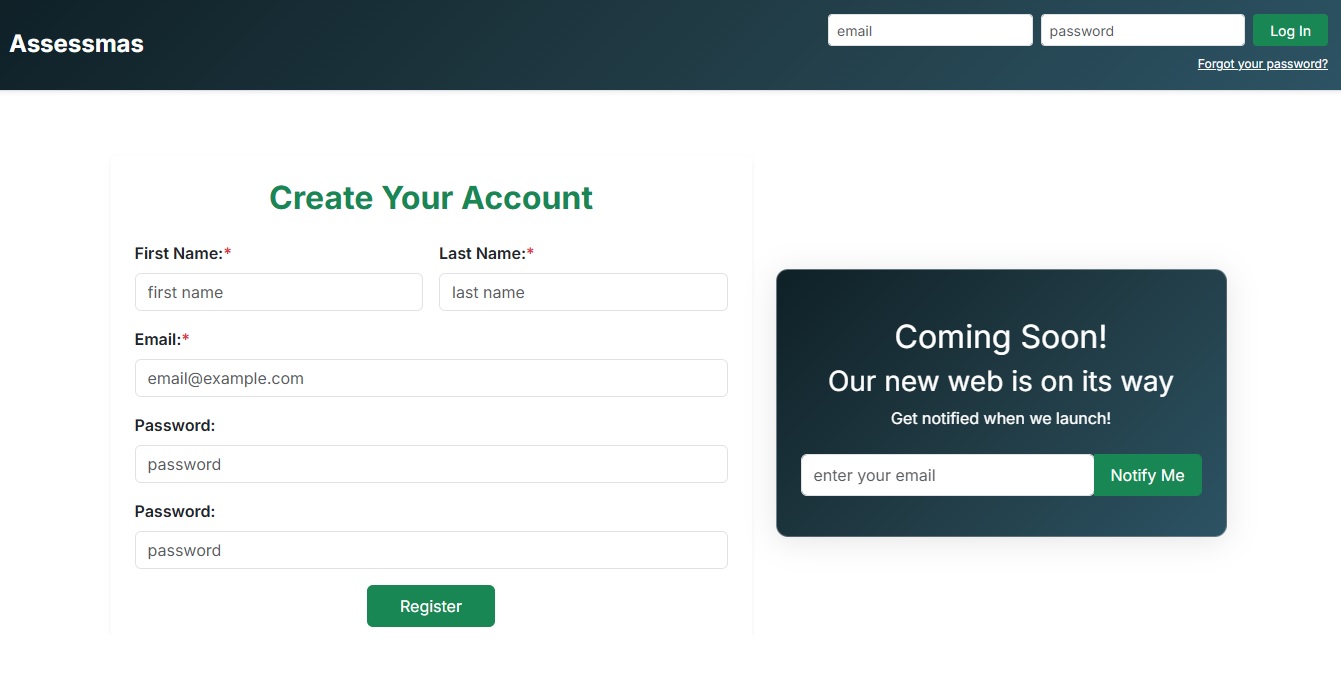 Assessmas
email password Log In
Forgot your password?
Create Your Account
First Name:* Last Name:*
first name last name
Email:*
email@example.com
Password:
password
Password:
password
Register
Coming Soon!
Our new web is on its way
Get notified when we launch!
enter your email Notify Me